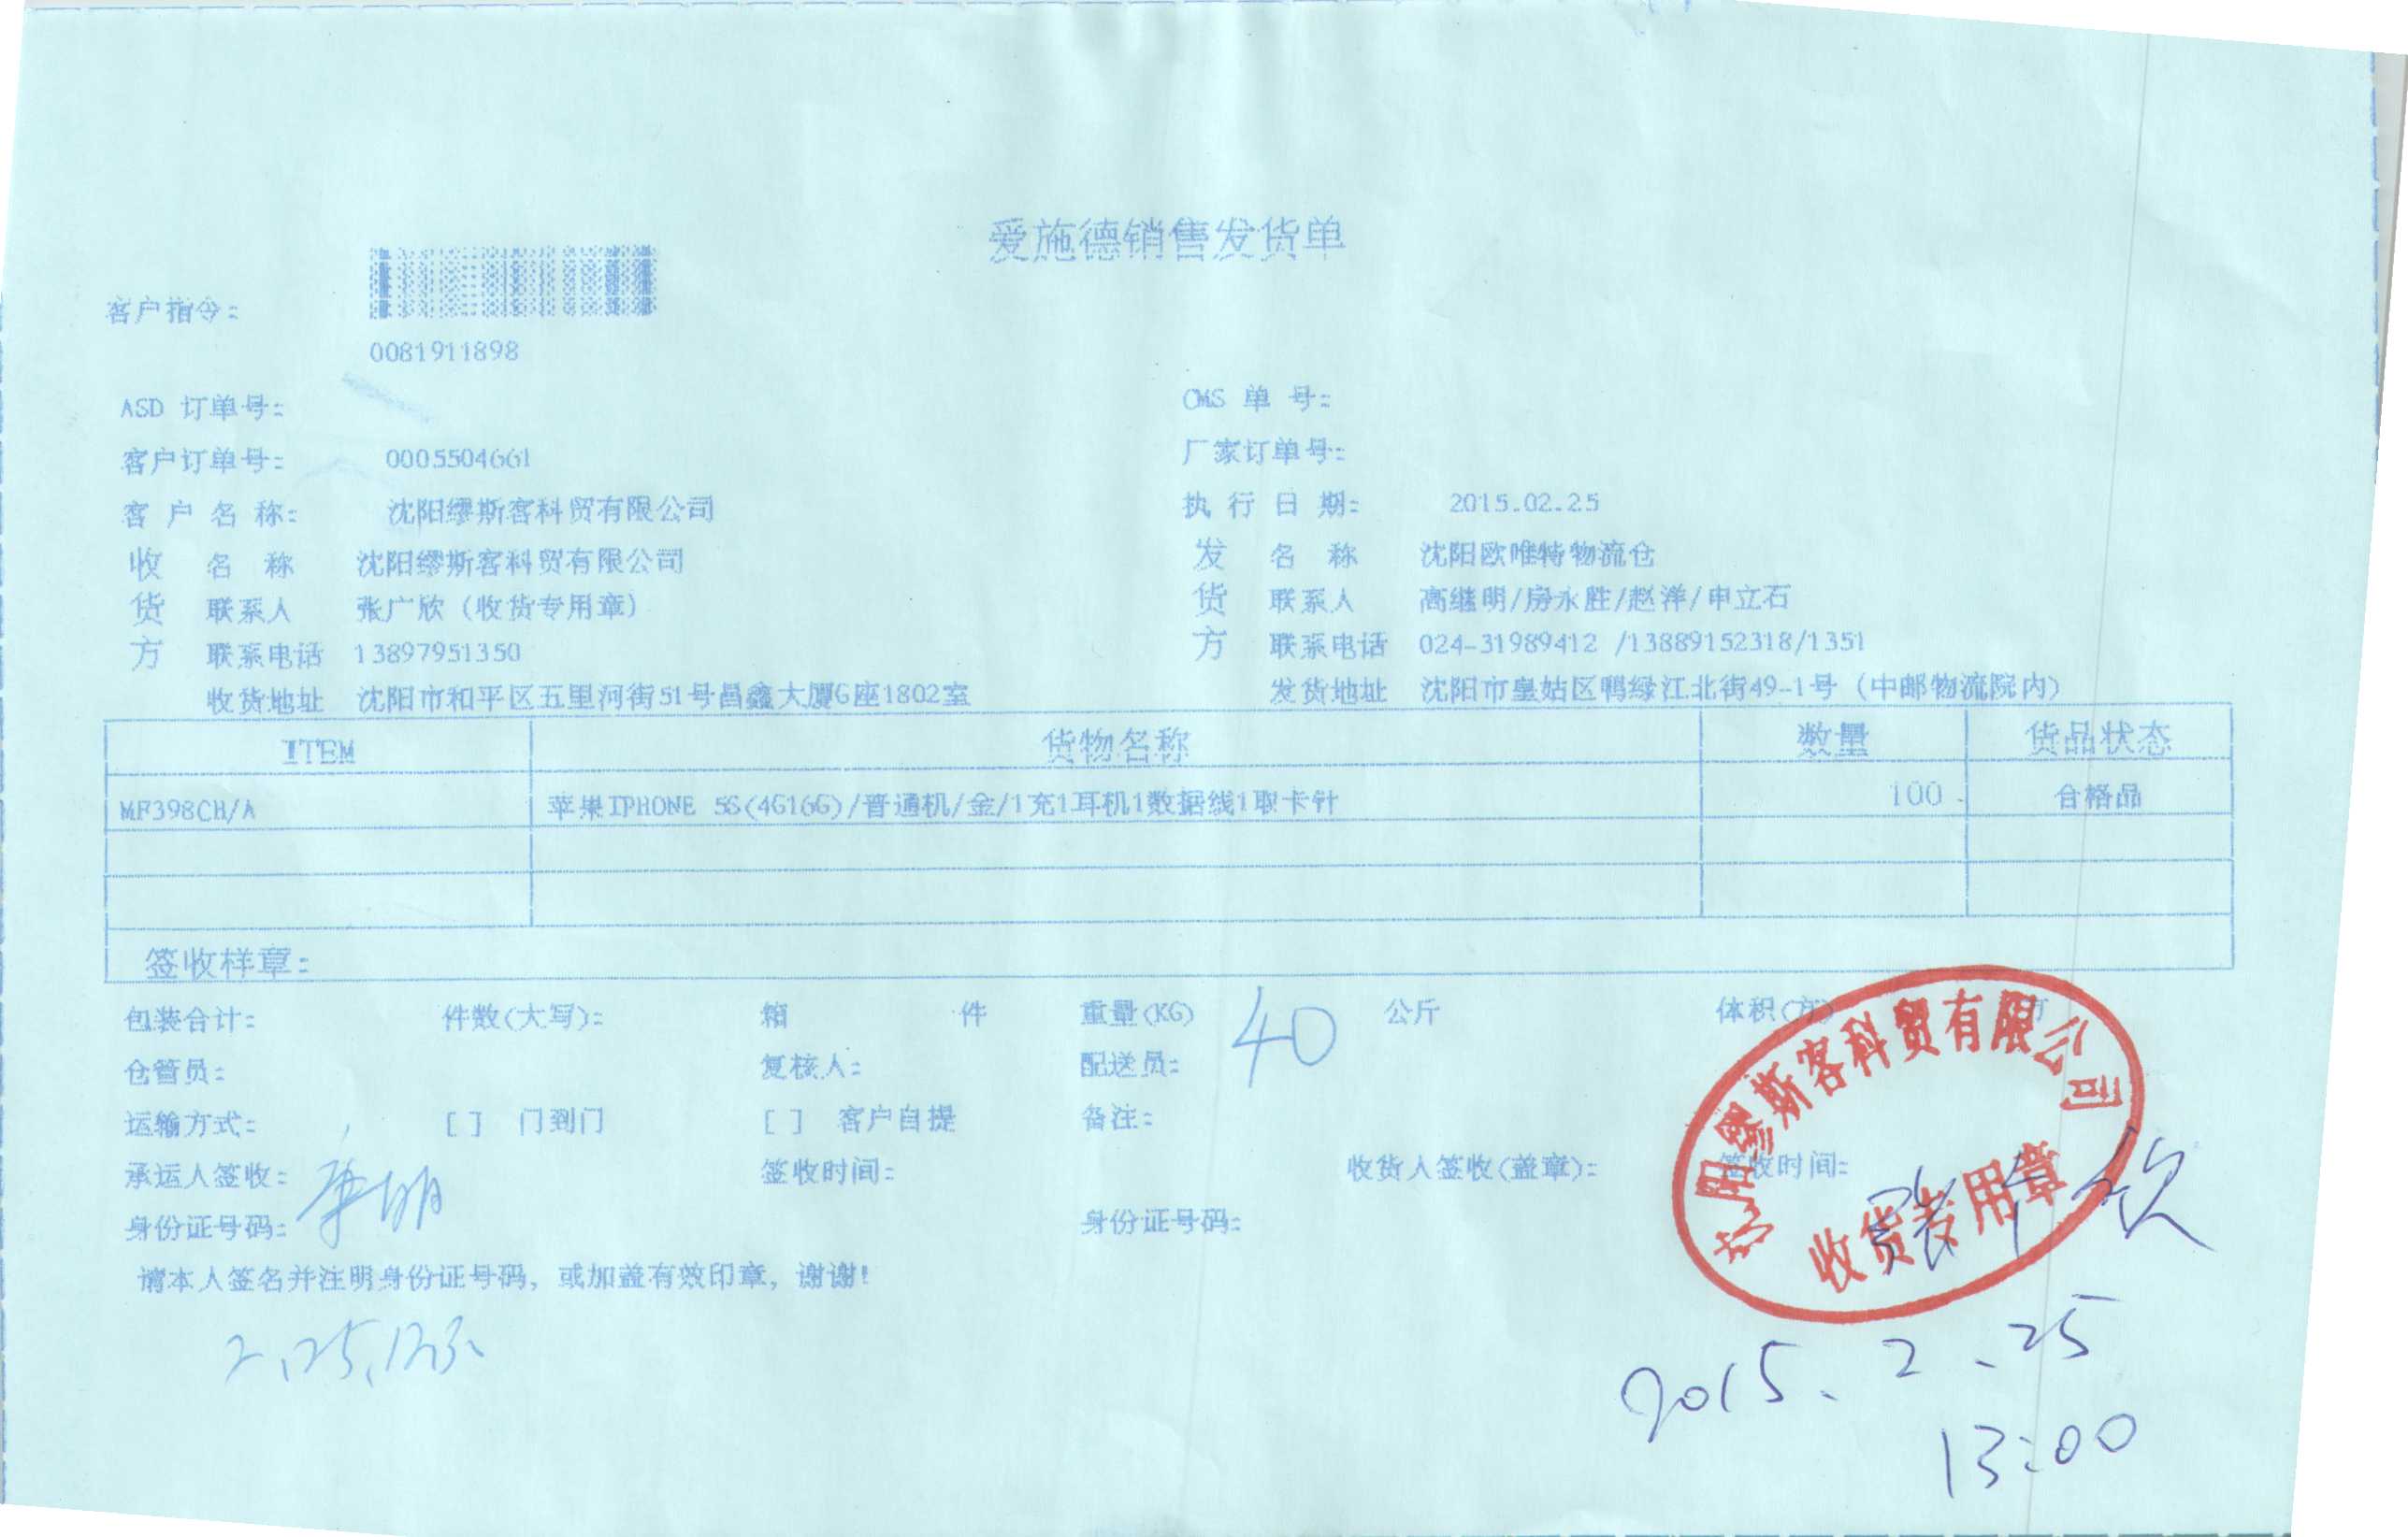 爱施德销售发货单
客户指令：
0081911898
ASD 订单号： CMS 单 号：
客户订单号： 0005504661 厂家订单号：
客 户 名 称： 沈阳缪斯客科贸有限公司 执 行 日 期： 2015.02.25
收 名 称 沈阳缪斯客科贸有限公司 发 名 称 沈阳欧唯特物流仓
货 联系人 张广欣（收货专用章） 货 联系人 高继明/房永胜/赵洋/申立石
方 联系电话 13897951350 方 联系电话 024-31989412 /13889152318/1351
收货地址 沈阳市和平区五里河街51号昌鑫大厦G座1802室 发货地址 沈阳市皇姑区鸭绿江北街49-1号（中邮物流院内）
ITEM 货物名称 数量 货品状态
MF398CH/A 苹果IPHONE 5S(4G16G)/普通机/金/1充1耳机1数据线1取卡针 100 合格品
签收样章：
包装合计： 件数(大写)： 箱 件 重量(KG) 40 公斤 体积(方)
仓管员： 复核人： 配送员：
运输方式： [ ] 门到门 [ ] 客户自提 备注：
承运人签收： 签收时间： 收货人签收(盖章)： 签收时间：
身份证号码： 身份证号码：
请本人签名并注明身份证号码，或加盖有效印章，谢谢！
沈阳缪斯客科贸有限公司
收货专用章
张广欣
2015.2.25
13:00